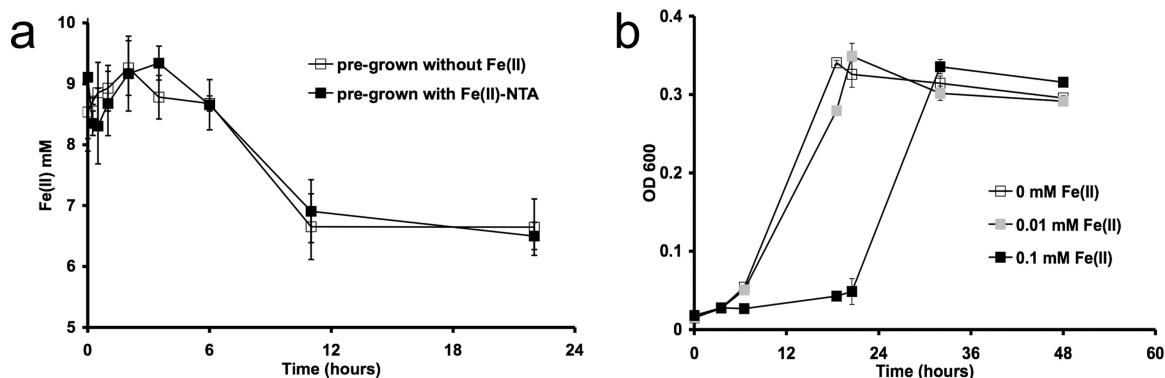 a
10
9
8
7
6
5
Fe(II) mM
pre-grown without Fe(II)
pre-grown with Fe(II)-NTA
0
6
12
18
24
Time (hours)
b
0.4
0.3
0.2
0.1
0
OD 600
0 mM Fe(II)
0.01 mM Fe(II)
0.1 mM Fe(II)
0
12
24
36
48
60
Time (hours)